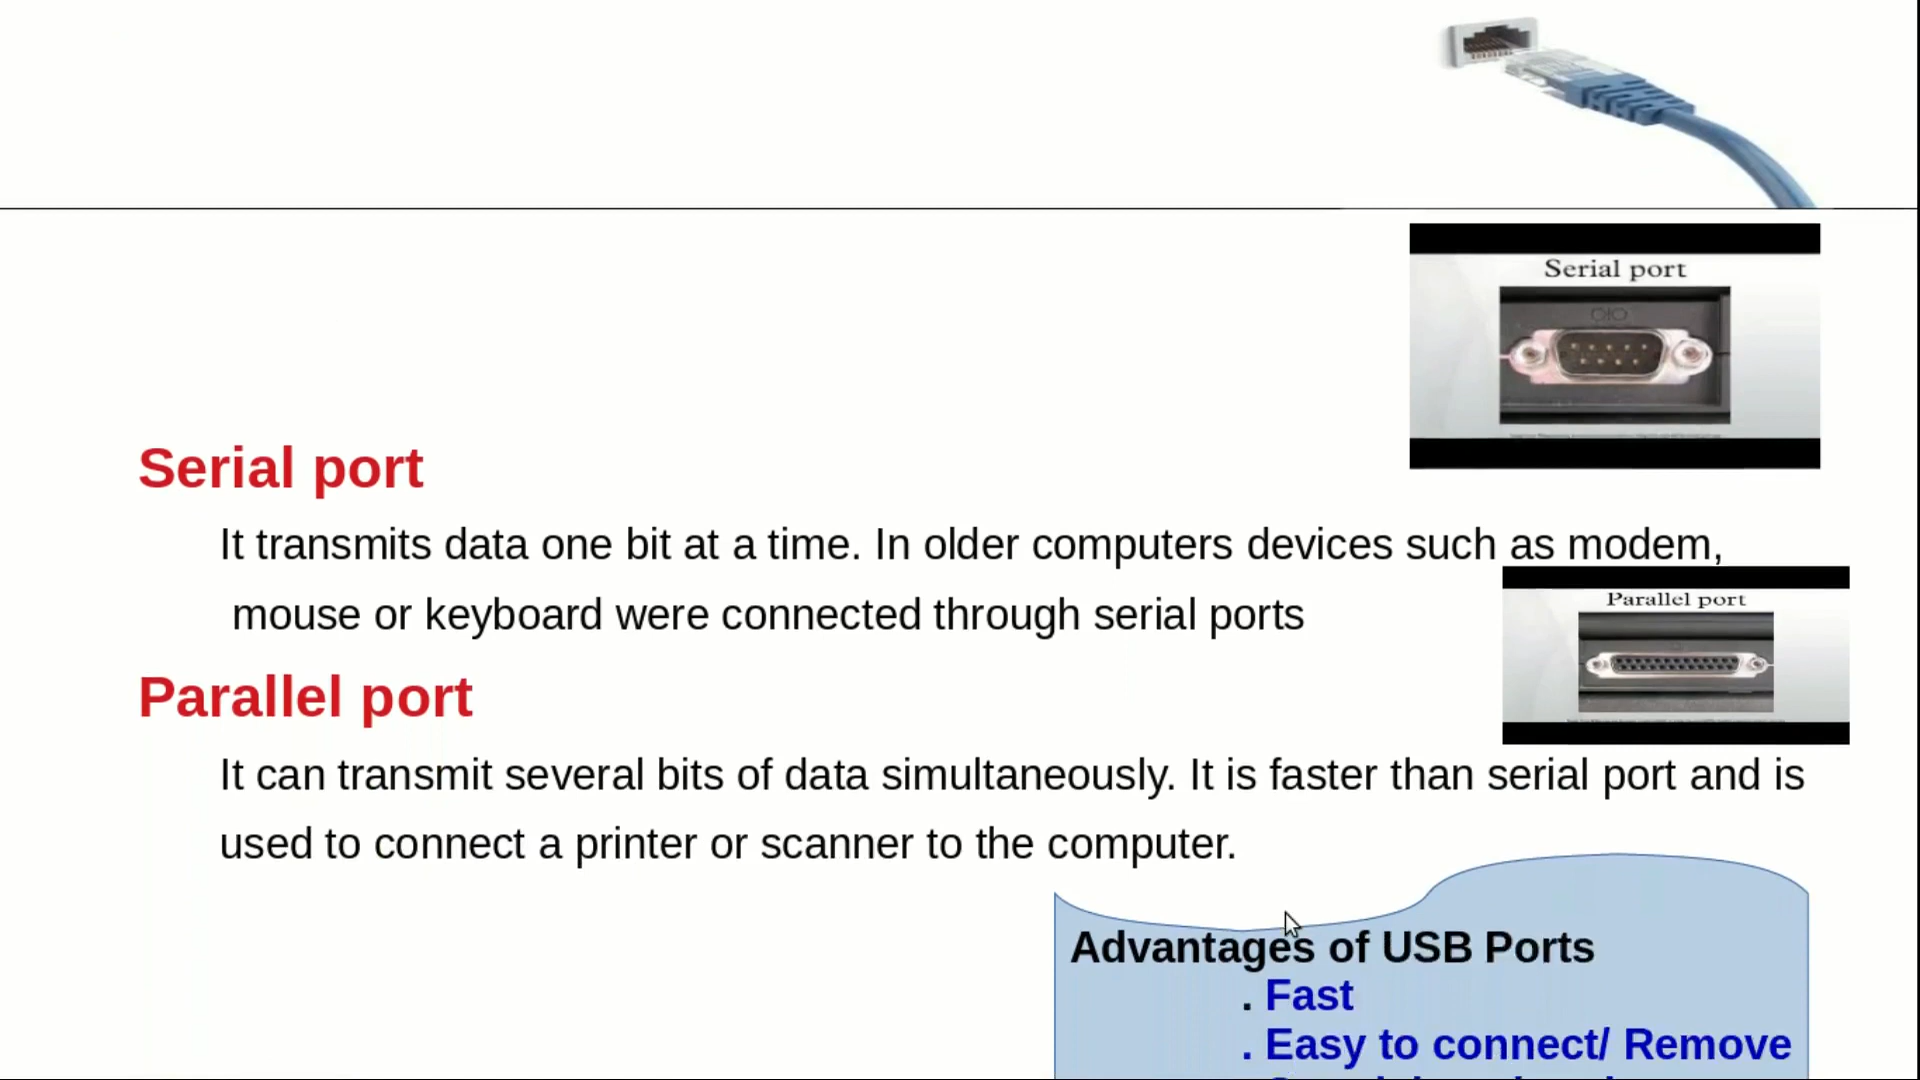 Serial port
Serial port
It transmits data one bit at a time. In older computers devices such as modem,
mouse or keyboard were connected through serial ports
Parallel port
Parallel port
It can transmit several bits of data simultaneously. It is faster than serial port and is
used to connect a printer or scanner to the computer.
Advantages of USB Ports
. Fast
. Easy to connect/ Remove